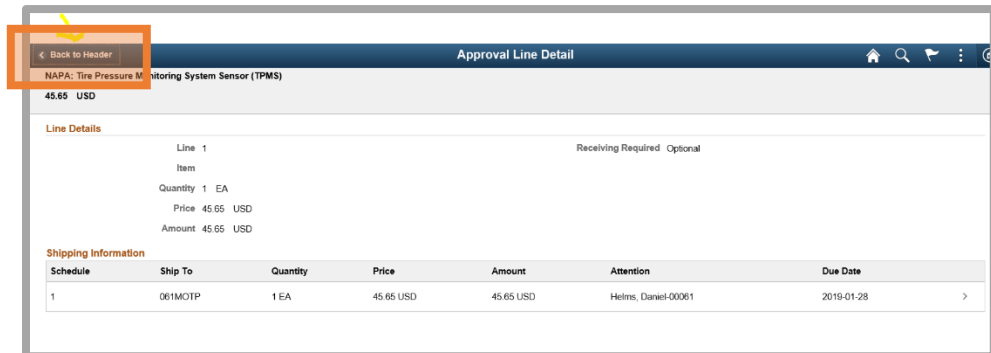 Back to Header
Approval Line Detail
NAPA: Tire Pressure Monitoring System Sensor (TPMS)
45.65 USD
Line Details
Line 1
Receiving Required Optional
Item
Quantity 1 EA
Price 45.65 USD
Amount 45.65 USD
Shipping Information
Schedule Ship To Quantity Price Amount Attention Due Date
1 061MOTP 1 EA 45.65 USD 45.65 USD Helms, Daniel-00061 2019-01-28